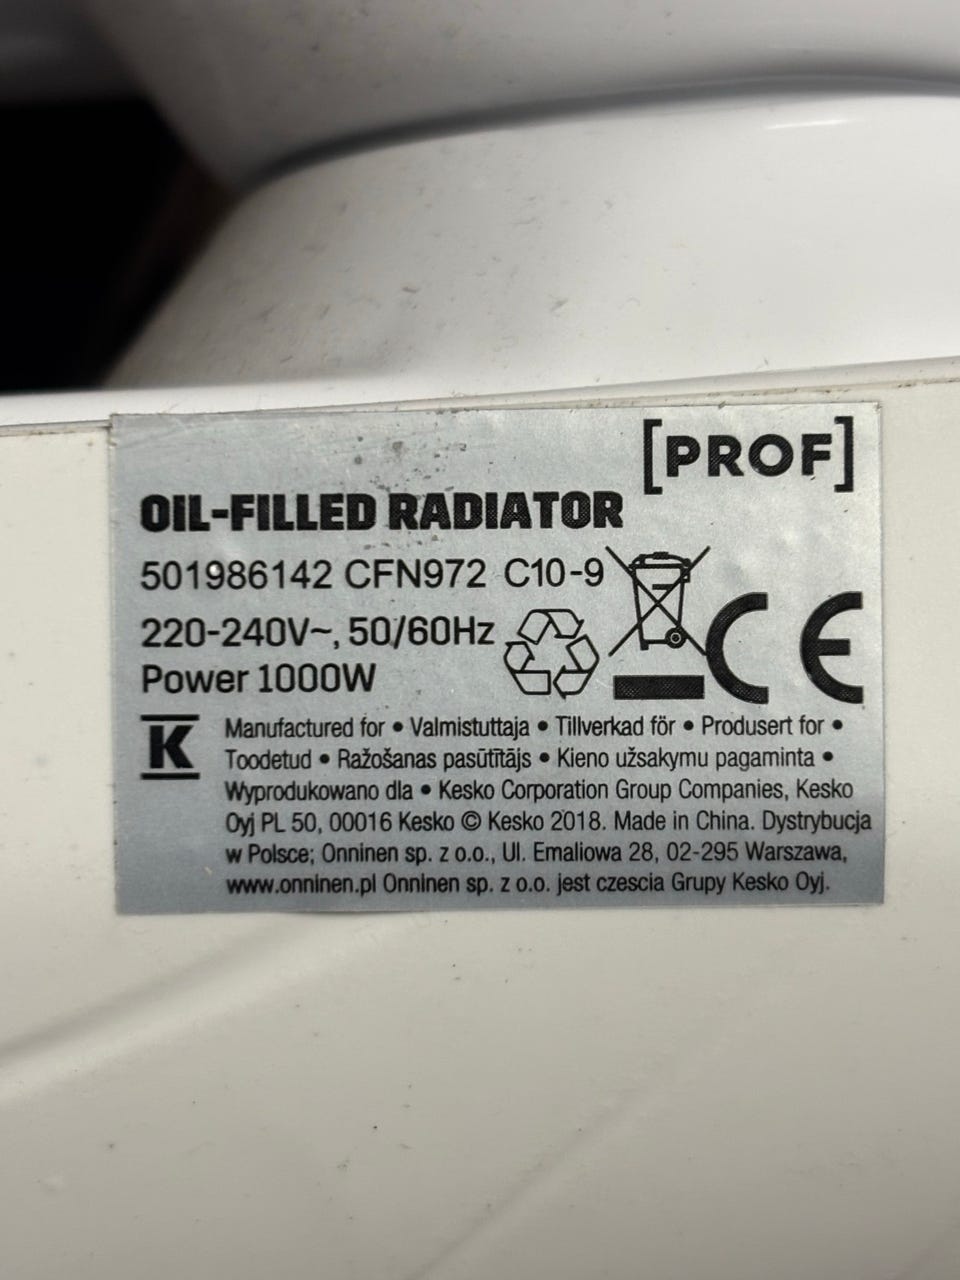 [PROF]
OIL-FILLED RADIATOR
501986142 CFN972 C10-9
220-240V~, 50/60Hz
Power 1000W
CE
K
Manufactured for • Valmistuttaja • Tillverkad för • Produsert for •
Toodetud • Ražošanas pasūtītājs • Kieno užsakymu pagaminta •
Wyprodukowano dla • Kesko Corporation Group Companies, Kesko
Oyj PL 50, 00016 Kesko © Kesko 2018. Made in China. Dystrybucja
w Polsce; Onninen sp. z o.o., Ul. Emaliowa 28, 02-295 Warszawa,
www.onninen.pl Onnlnen sp. z o.o. jest czescia Grupy Kesko Oyj.